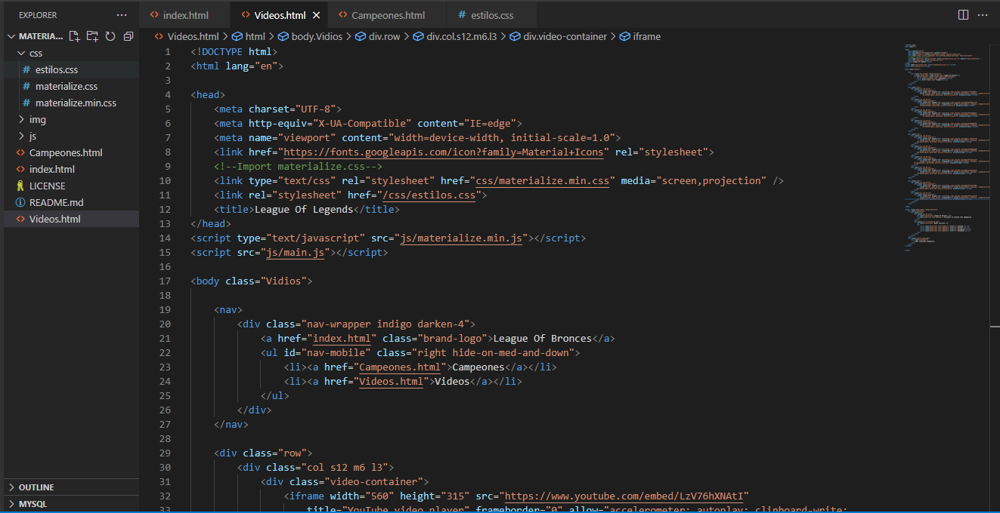 EXPLORER
MATERIA...
css
estilos.css
materialize.css
materialize.min.css
img
js
Campeones.html
index.html
LICENSE
README.md
Videos.html
OUTLINE
MYSQL
index.html
Videos.html
Campeones.html
estilos.css
Videos.html > html > body.Vidios > div.row > div.col.s12.m6.l3 > div.video-container > iframe
1 <!DOCTYPE html>
2 <html lang="en">
3
4 <head>
5 <meta charset="UTF-8">
6 <meta http-equiv="X-UA-Compatible" content="IE=edge">
7 <meta name="viewport" content="width=device-width, initial-scale=1.0">
8 <link href="https://fonts.googleapis.com/icon?family=Material+Icons" rel="stylesheet">
9 <!--Import materialize.css-->
10 <link type="text/css" rel="stylesheet" href="css/materialize.min.css" media="screen,projection" />
11 <link rel="stylesheet" href="/css/estilos.css">
12 <title>League Of Legends</title>
13 </head>
14 <script type="text/javascript" src="js/materialize.min.js"></script>
15 <script src="js/main.js"></script>
16
17 <body class="Vidios">
18
19 <nav>
20 <div class="nav-wrapper indigo darken-4">
21 <a href="index.html" class="brand-logo">League Of Bronces</a>
22 <ul id="nav-mobile" class="right hide-on-med-and-down">
23 <li><a href="Campeones.html">Campeones</a></li>
24 <li><a href="Videos.html">Videos</a></li>
25 </ul>
26 </div>
27 </nav>
28
29 <div class="row">
30 <div class="col s12 m6 l3">
31 <div class="video-container">
32 <iframe width="560" height="315" src="https://www.youtube.com/embed/LzV76hXNAtI"
33 title="YouTube video player" frameborder="0" allow="accelerometer; autoplay; clipboard-write;